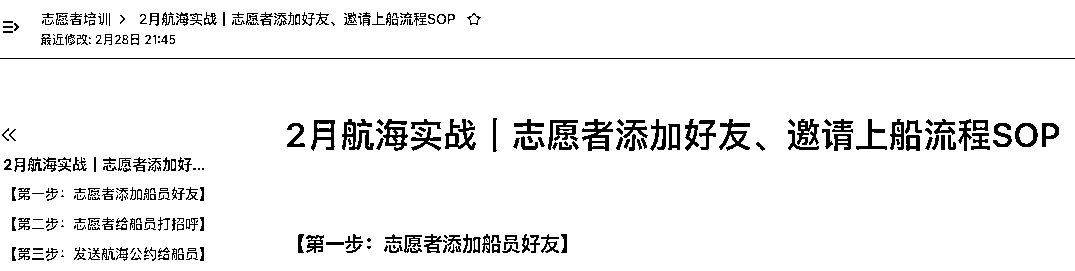 志愿者培训 > 2月航海实战｜志愿者添加好友、邀请上船流程SOP
最近修改: 2月28日 21:45
2月航海实战｜志愿者添加好友、邀请上船流程SOP
2月航海实战｜志愿者添加好...
【第一步：志愿者添加船员好友】
【第二步：志愿者给船员打招呼】
【第三步：发送航海公约给船员】
【第一步：志愿者添加船员好友】